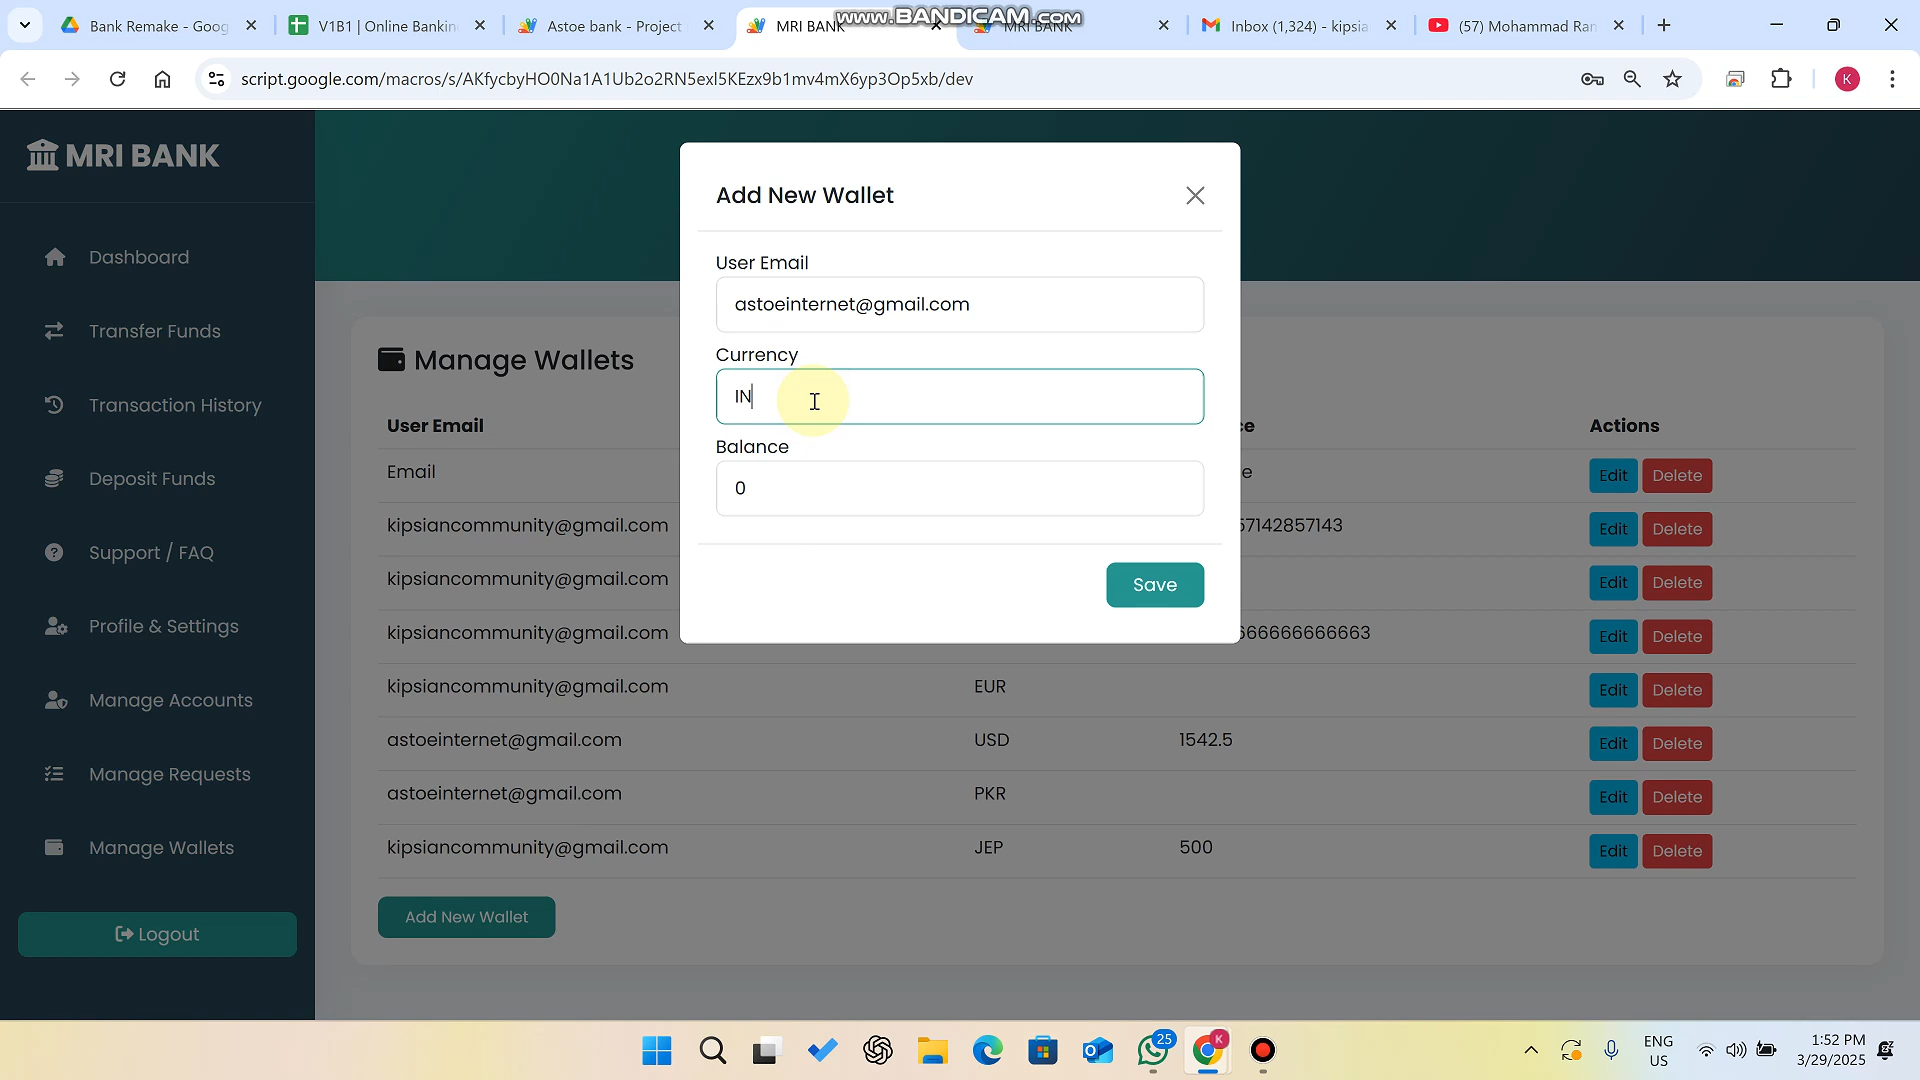 Bank Remake - Goog
V1B1 | Online Bankin
Astoe bank - Project
MRI BANK
www.BANDICAM.com
MRI BANK
Inbox (1,324) - kipsia
(57) Mohammad Ran
script.google.com/macros/s/AKfycbyHO0Na1A1Ub2o2RN5exI5KEzx9b1mv4mX6yp3Op5xb/dev
K
MRI BANK
Dashboard
Transfer Funds
Transaction History
Deposit Funds
Support / FAQ
Profile & Settings
Manage Accounts
Manage Requests
Manage Wallets
Logout
Add New Wallet
User Email
astoeinternet@gmail.com
Currency
IN
Balance
0
Save
Manage Wallets
User Email ce Actions
Email e Edit Delete
kipsiancommunity@gmail.com 57142857143 Edit Delete
kipsiancommunity@gmail.com Edit Delete
kipsiancommunity@gmail.com 666666666663 Edit Delete
kipsiancommunity@gmail.com EUR Edit Delete
astoeinternet@gmail.com USD 1542.5 Edit Delete
astoeinternet@gmail.com PKR Edit Delete
kipsiancommunity@gmail.com JEP 500 Edit Delete
Add New Wallet
25
K
ENG
US
1:52 PM
3/29/2025